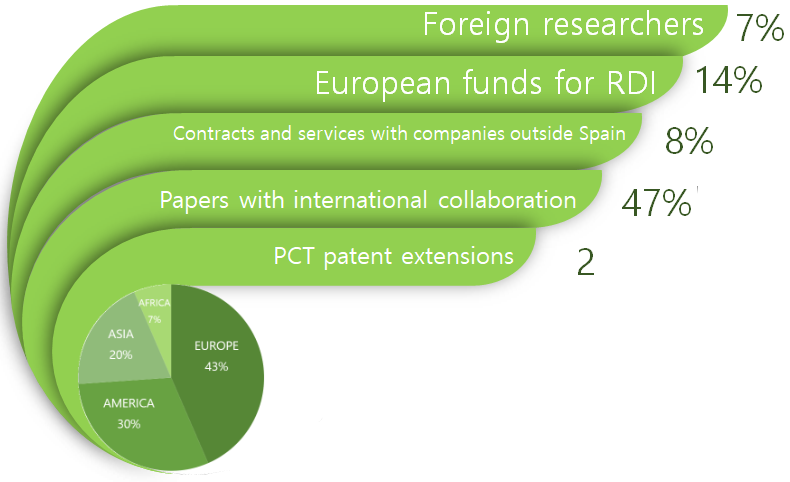 Foreign researchers 7%
European funds for RDI 14%
Contracts and services with companies outside Spain 8%
Papers with international collaboration 47%
PCT patent extensions 2
AFRICA
7%
ASIA
20%
EUROPE
43%
AMERICA
30%